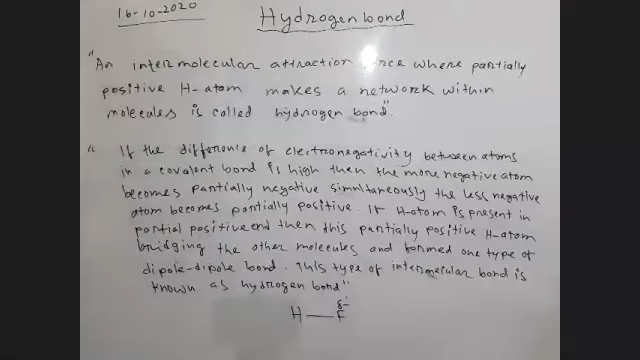 16-10-2020
Hydrogen bond
"An intermolecular attraction force where partially
positive H-atom makes a network within
molecules is called hydrogen bond".
"If the difference of electronegativity between atoms
in a covalent bond is high then the more negative atom
becomes partially negative simultneously the less negative
atom becomes partially positive. If H-atom is present in
partial positive end then this partially positive H-atom
bridging the other molecules and formed one type of
dipole-dipole bond. This type of intermolecular bond is
known as hydrogen bond"
δ-
H — F